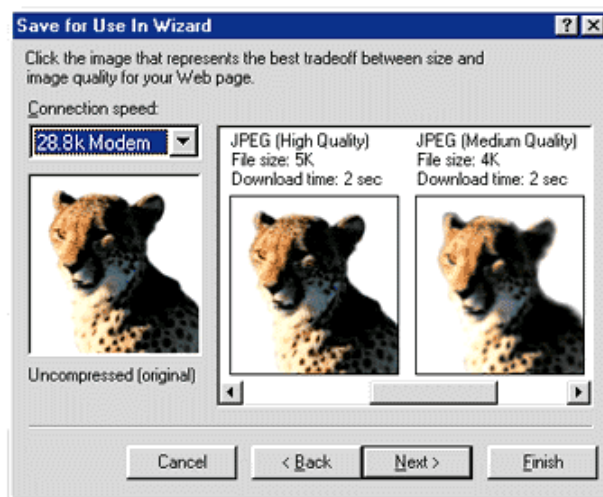 Save for Use In Wizard
Click the image that represents the best tradeoff between size and
image quality for your Web page.
Connection speed:
28.8k Modem
JPEG (High Quality)
File size: 5K
Download time: 2 sec
JPEG (Medium Quality)
File size: 4K
Download time: 2 sec
Uncompressed (original)
Cancel
< Back
Next >
Finish